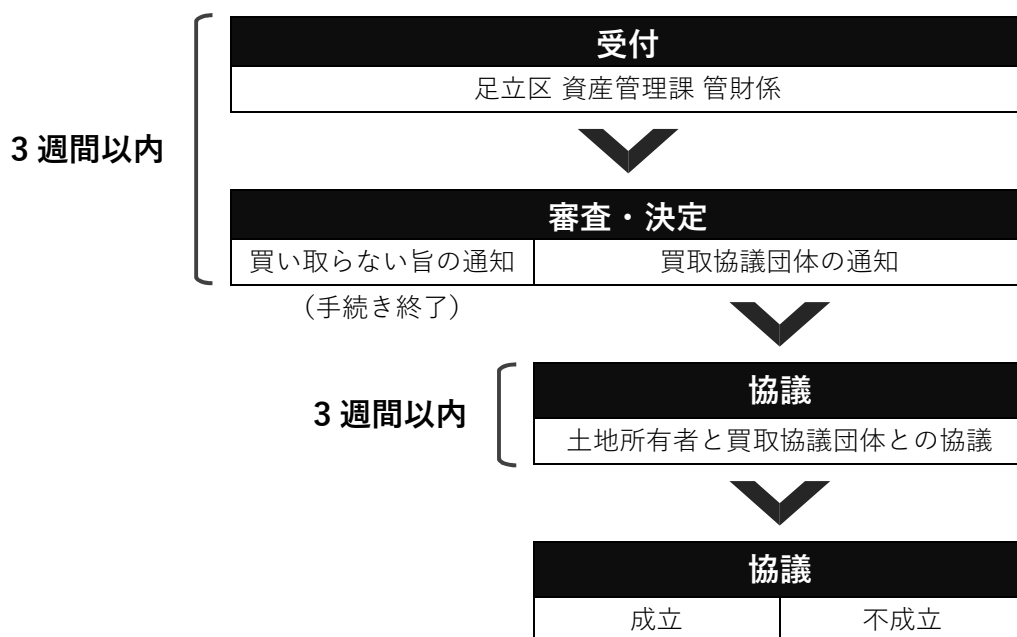 受付
足立区 資産管理課 管財係
3 週間以内
審査・決定
買い取らない旨の通知
買取協議団体の通知
（手続き終了）
協議
3 週間以内
土地所有者と買取協議団体との協議
協議
成立
不成立